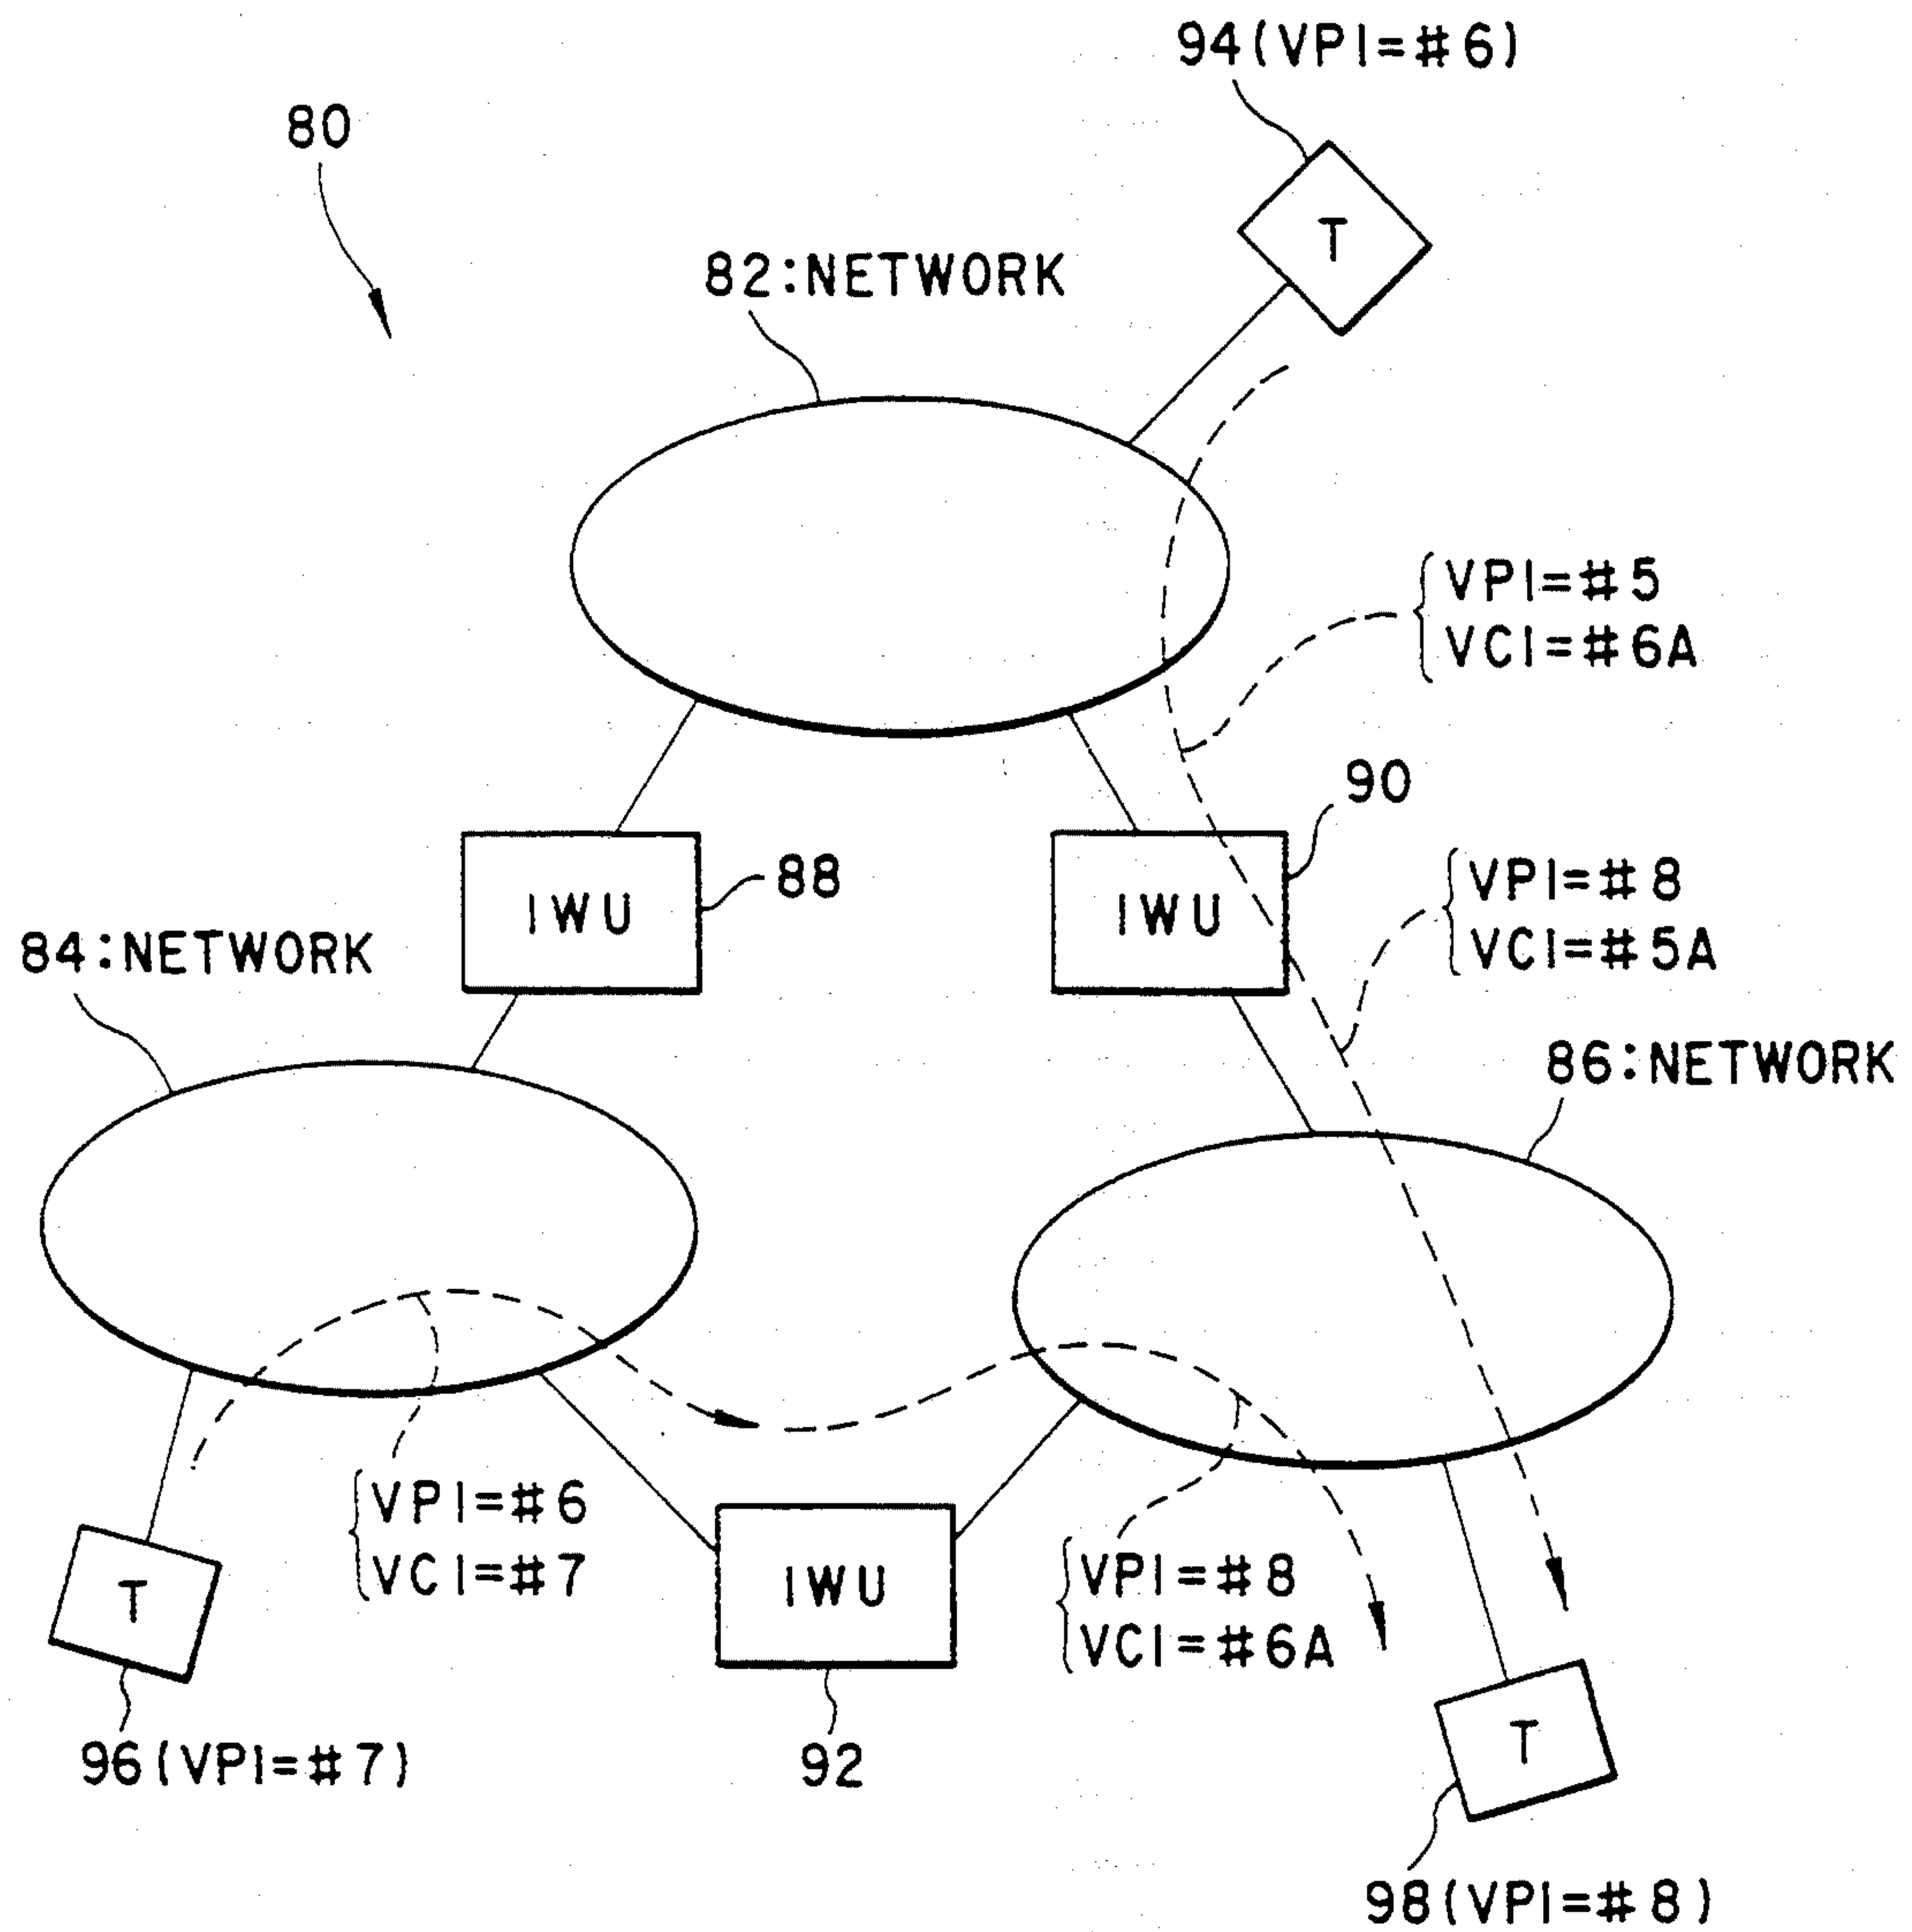 94(VPI=#6)
80
T
82:NETWORK
VPI=#5
VCI=#6A
90
VPI=#8
VCI=#5A
88
IWU
IWU
84:NETWORK
86:NETWORK
VPI=#6
VCI=#7
VPI=#8
VCI=#6A
T
IWU
96(VPI=#7)
92
T
98(VPI=#8)